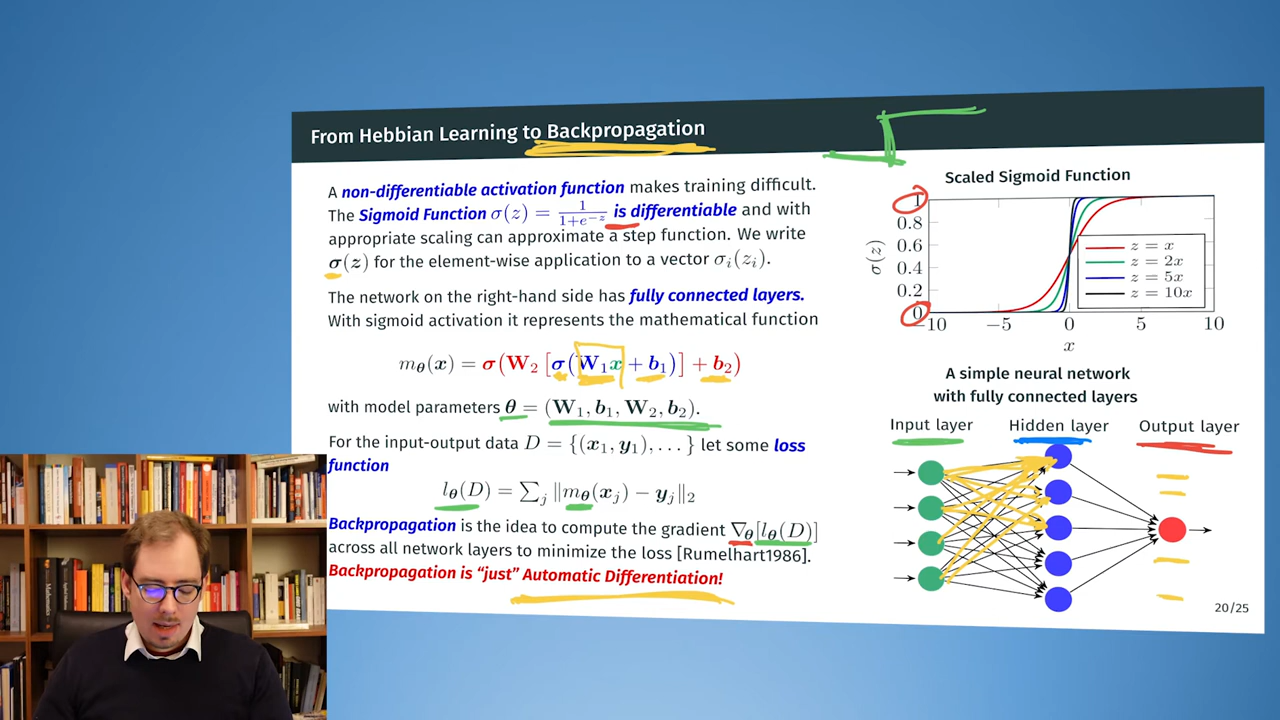 From Hebbian Learning to Backpropagation
A non-differentiable activation function makes training difficult.
The Sigmoid Function σ(z) = 1/(1+e^{−z}) is differentiable and with
appropriate scaling can approximate a step function. We write
σ(z) for the element-wise application to a vector σ_i(z_i).
The network on the right-hand side has fully connected layers.
With sigmoid activation it represents the mathematical function
m_θ(x) = σ(W_2 [σ(W_1x + b_1)] + b_2)
with model parameters θ = (W_1, b_1, W_2, b_2).
For the input-output data D = {(x_1, y_1), . . . } let some loss
function
l_θ(D) = ∑_j ‖m_θ(x_j) − y_j‖_2
Backpropagation is the idea to compute the gradient ∇_θ[l_θ(D)]
across all network layers to minimize the loss [Rumelhart1986].
Backpropagation is “just” Automatic Differentiation!
Scaled Sigmoid Function
1
0.8
0.6
0.4
0.2
0
σ(z)
z = x
z = 2x
z = 5x
z = 10x
−10 −5 0 5 10
x
A simple neural network
with fully connected layers
Input layer Hidden layer Output layer
20/25